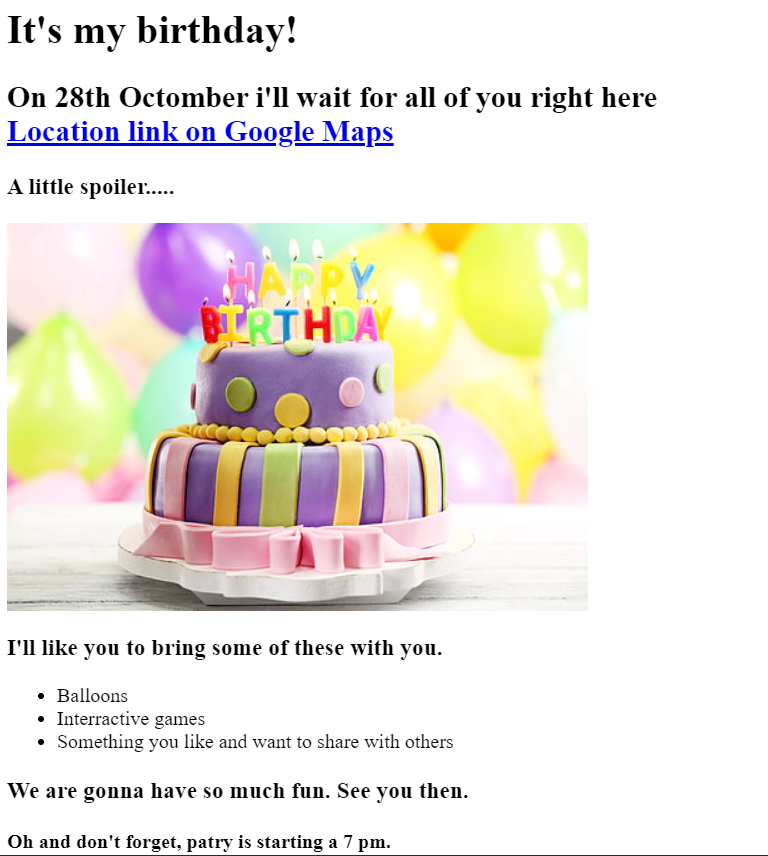 It's my birthday!
On 28th Octomber i'll wait for all of you right here
Location link on Google Maps
A little spoiler.....
HAPPY
BIRTHDAY
I'll like you to bring some of these with you.
Balloons
Interractive games
Something you like and want to share with others
We are gonna have so much fun. See you then.
Oh and don't forget, patry is starting a 7 pm.